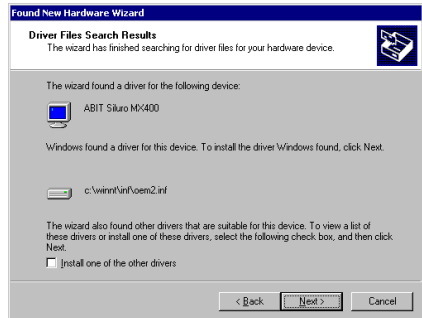 Found New Hardware Wizard
Driver Files Search Results
The wizard has finished searching for driver files for your hardware device.
The wizard found a driver for the following device:
ABIT Siluro MX400
Windows found a driver for this device. To install the driver Windows found, click Next.
c:\winnt\inf\oem2.inf
The wizard also found other drivers that are suitable for this device. To view a list of
these drivers or install one of these drivers, select the following check box, and then click
Next.
Install one of the other drivers
< Back
Next >
Cancel